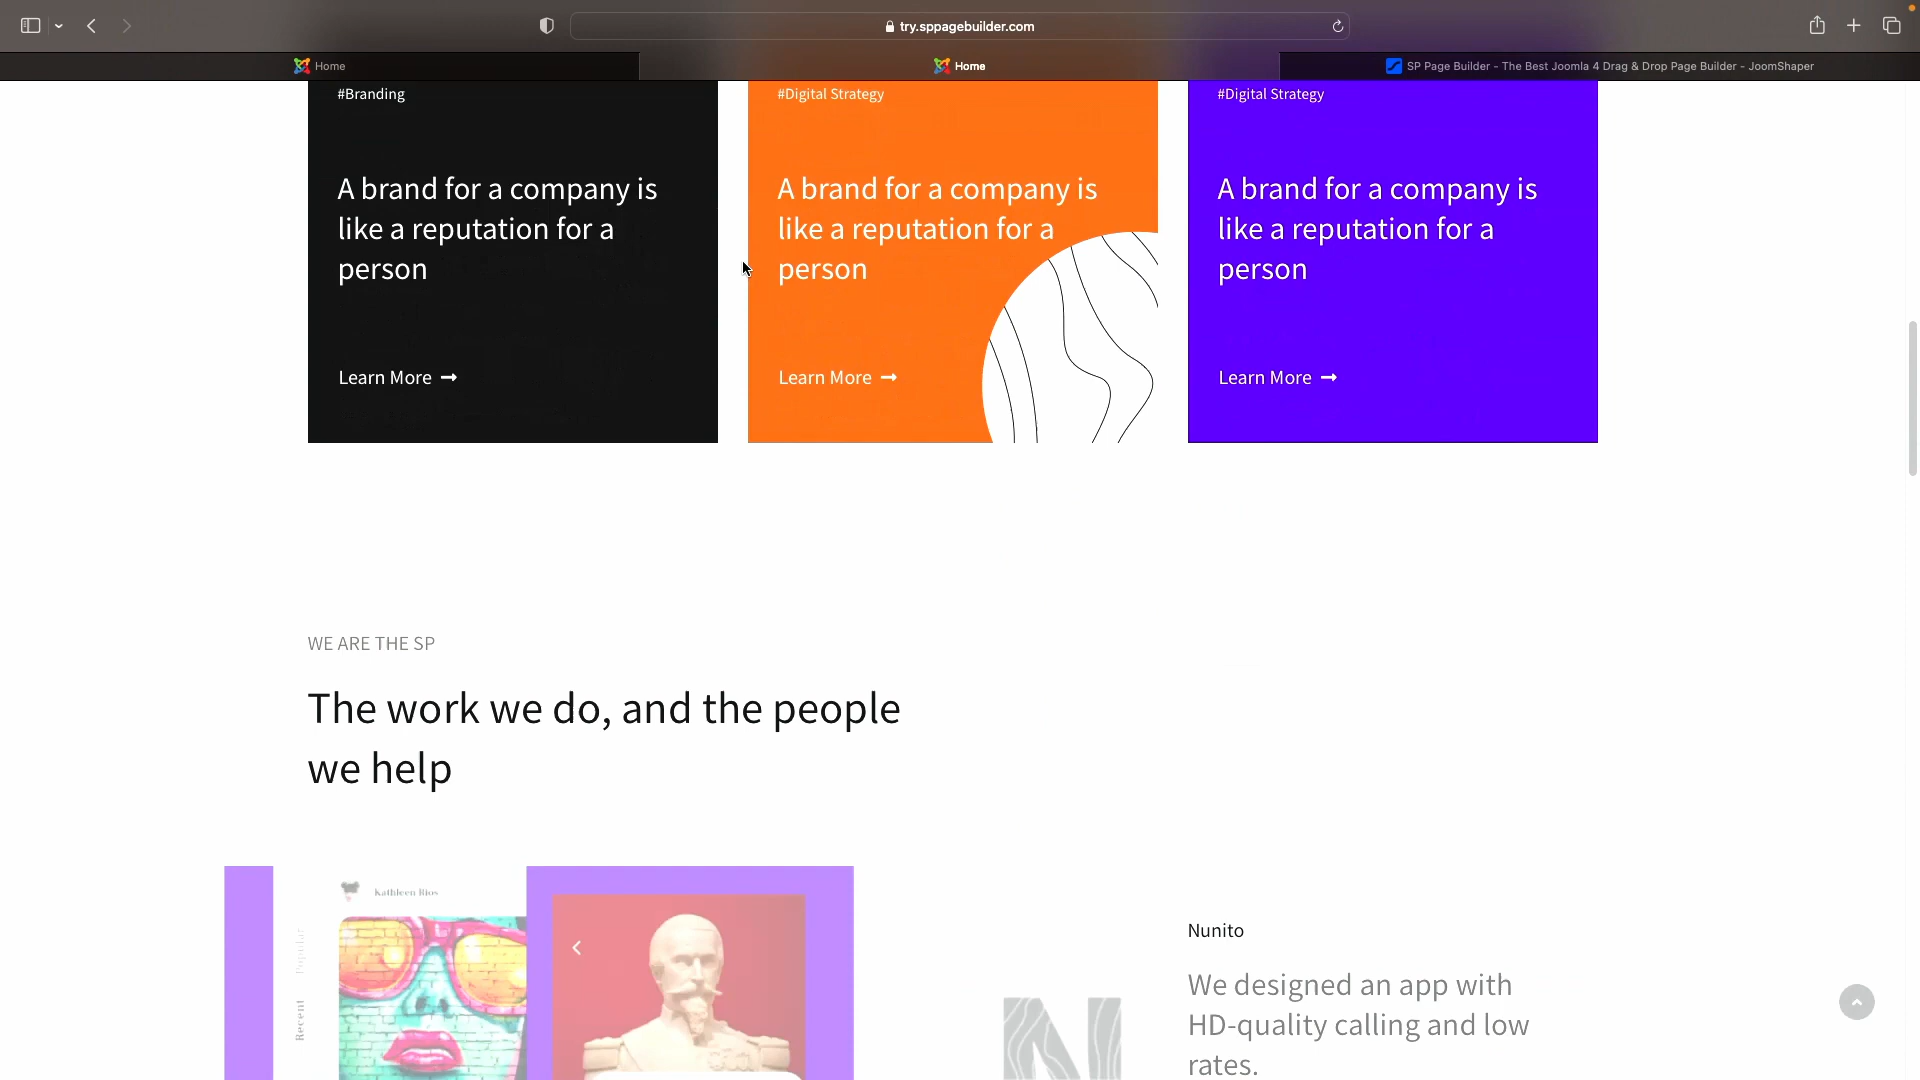 try.sppagebuilder.com
Home
Home
SP Page Builder - The Best Joomla 4 Drag & Drop Page Builder - JoomShaper
#Branding
A brand for a company is
like a reputation for a
person
Learn More
#Digital Strategy
A brand for a company is
like a reputation for a
person
Learn More
#Digital Strategy
A brand for a company is
like a reputation for a
person
Learn More
WE ARE THE SP
The work we do, and the people
we help
Kathleen Rios
Popular
Recent
N
Nunito
We designed an app with
HD-quality calling and low
rates.